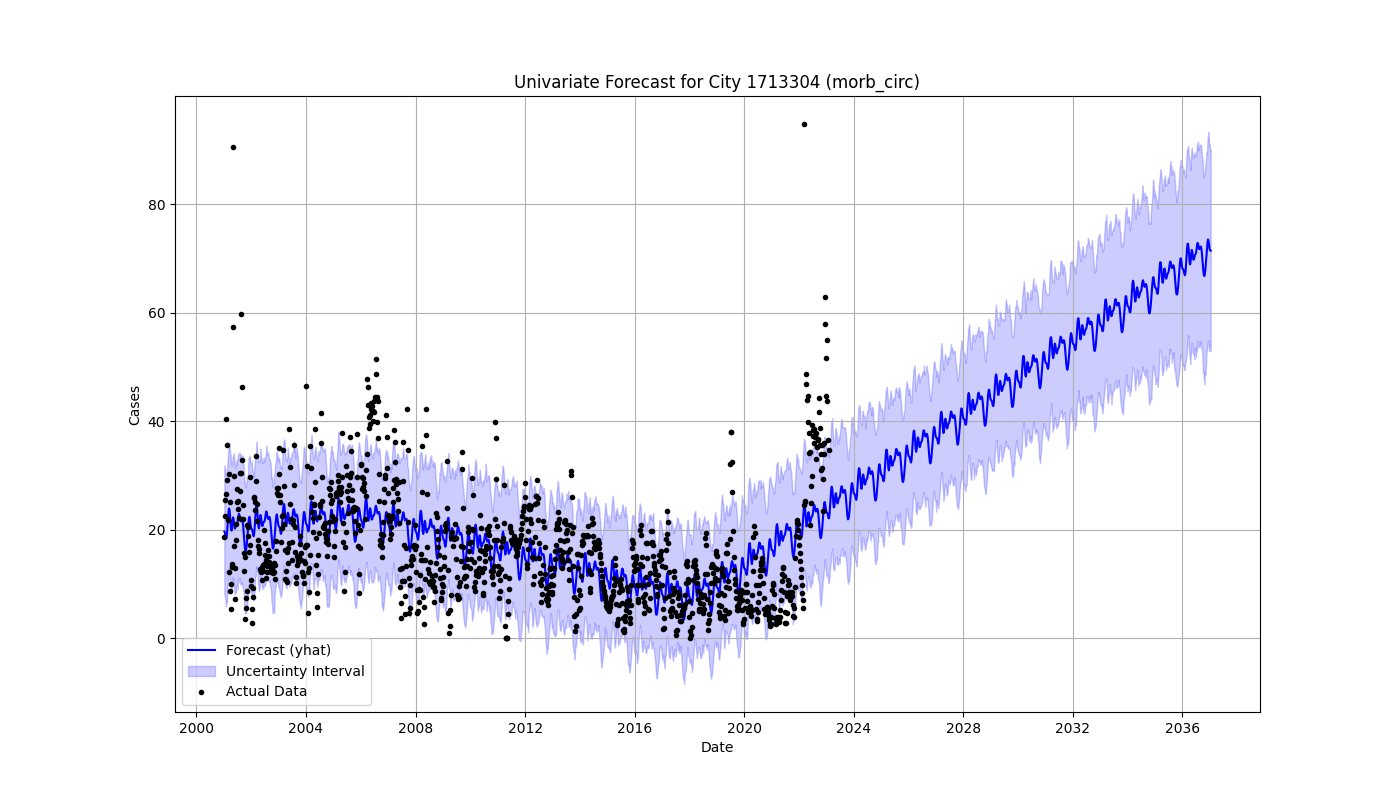 Univariate Forecast for City 1713304 (morb_circ)
Cases
80
60
40
20
0
Forecast (yhat)
Uncertainty Interval
Actual Data
2000 2004 2008 2012 2016 2020 2024 2028 2032 2036
Date